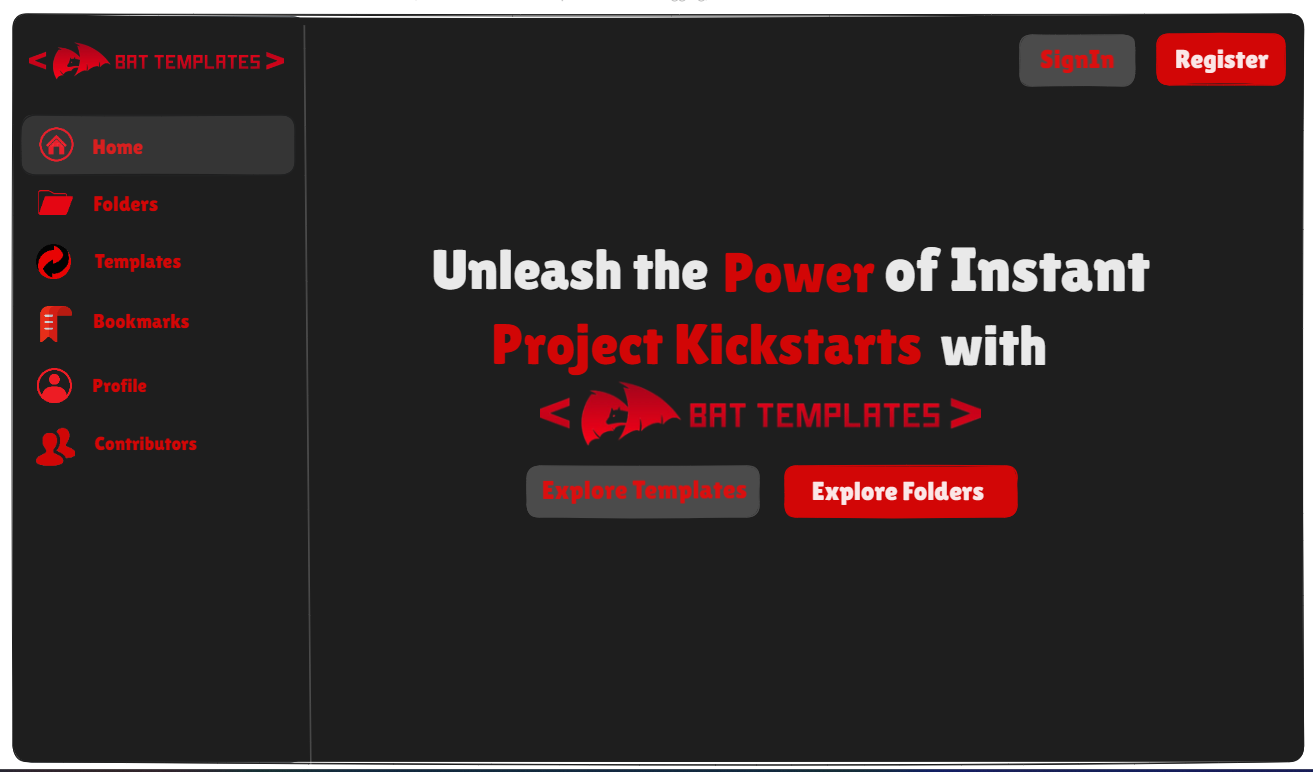 < BAT TEMPLATES >
SignIn
Register
Home
Folders
Templates
Bookmarks
Profile
Contributors
Unleash the Power of Instant
Project Kickstarts with
< BAT TEMPLATES >
Explore Templates
Explore Folders